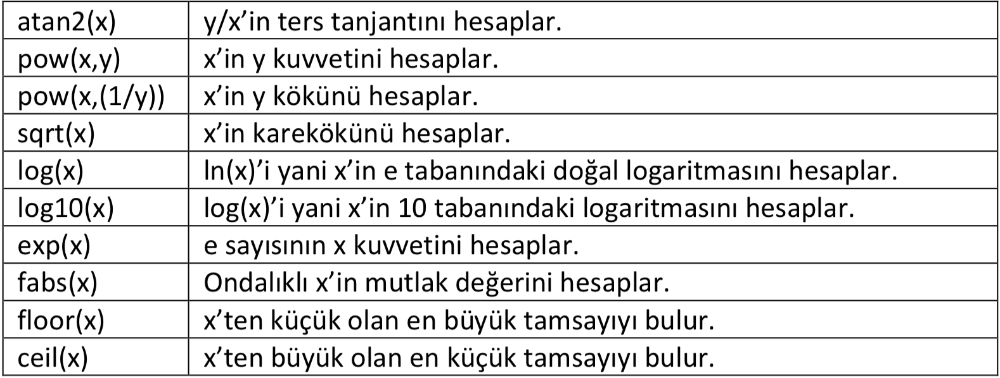 atan2(x) y/x’in ters tanjantını hesaplar.
pow(x,y) x’in y kuvvetini hesaplar.
pow(x,(1/y)) x’in y kökünü hesaplar.
sqrt(x) x’in karekökünü hesaplar.
log(x) ln(x)’i yani x’in e tabanındaki doğal logaritmasını hesaplar.
log10(x) log(x)’i yani x’in 10 tabanındaki logaritmasını hesaplar.
exp(x) e sayısının x kuvvetini hesaplar.
fabs(x) Ondalıklı x’in mutlak değerini hesaplar.
floor(x) x’ten küçük olan en büyük tamsayıyı bulur.
ceil(x) x’ten büyük olan en küçük tamsayıyı bulur.